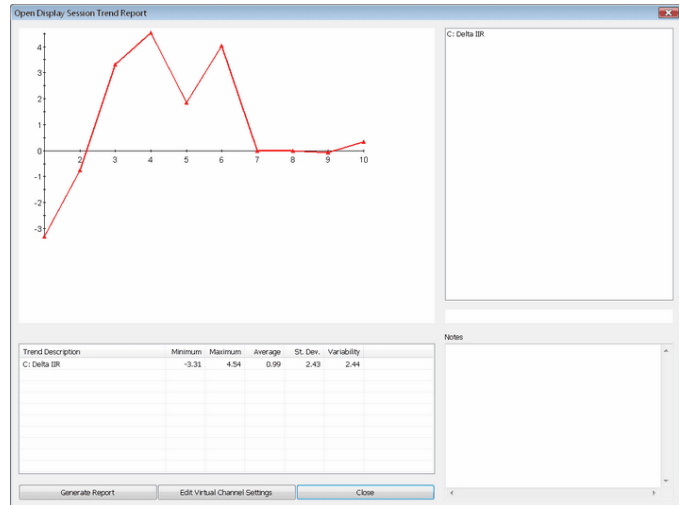 Open Display Session Trend Report
C: Delta IIR
4
3
2
1
0
-1
-2
-3
2 3 4 5 6 7 8 9 10
Notes
Trend Description Minimum Maximum Average St. Dev. Variability
C: Delta IIR -3.31 4.54 0.99 2.43 2.44
Generate Report Edit Virtual Channel Settings Close